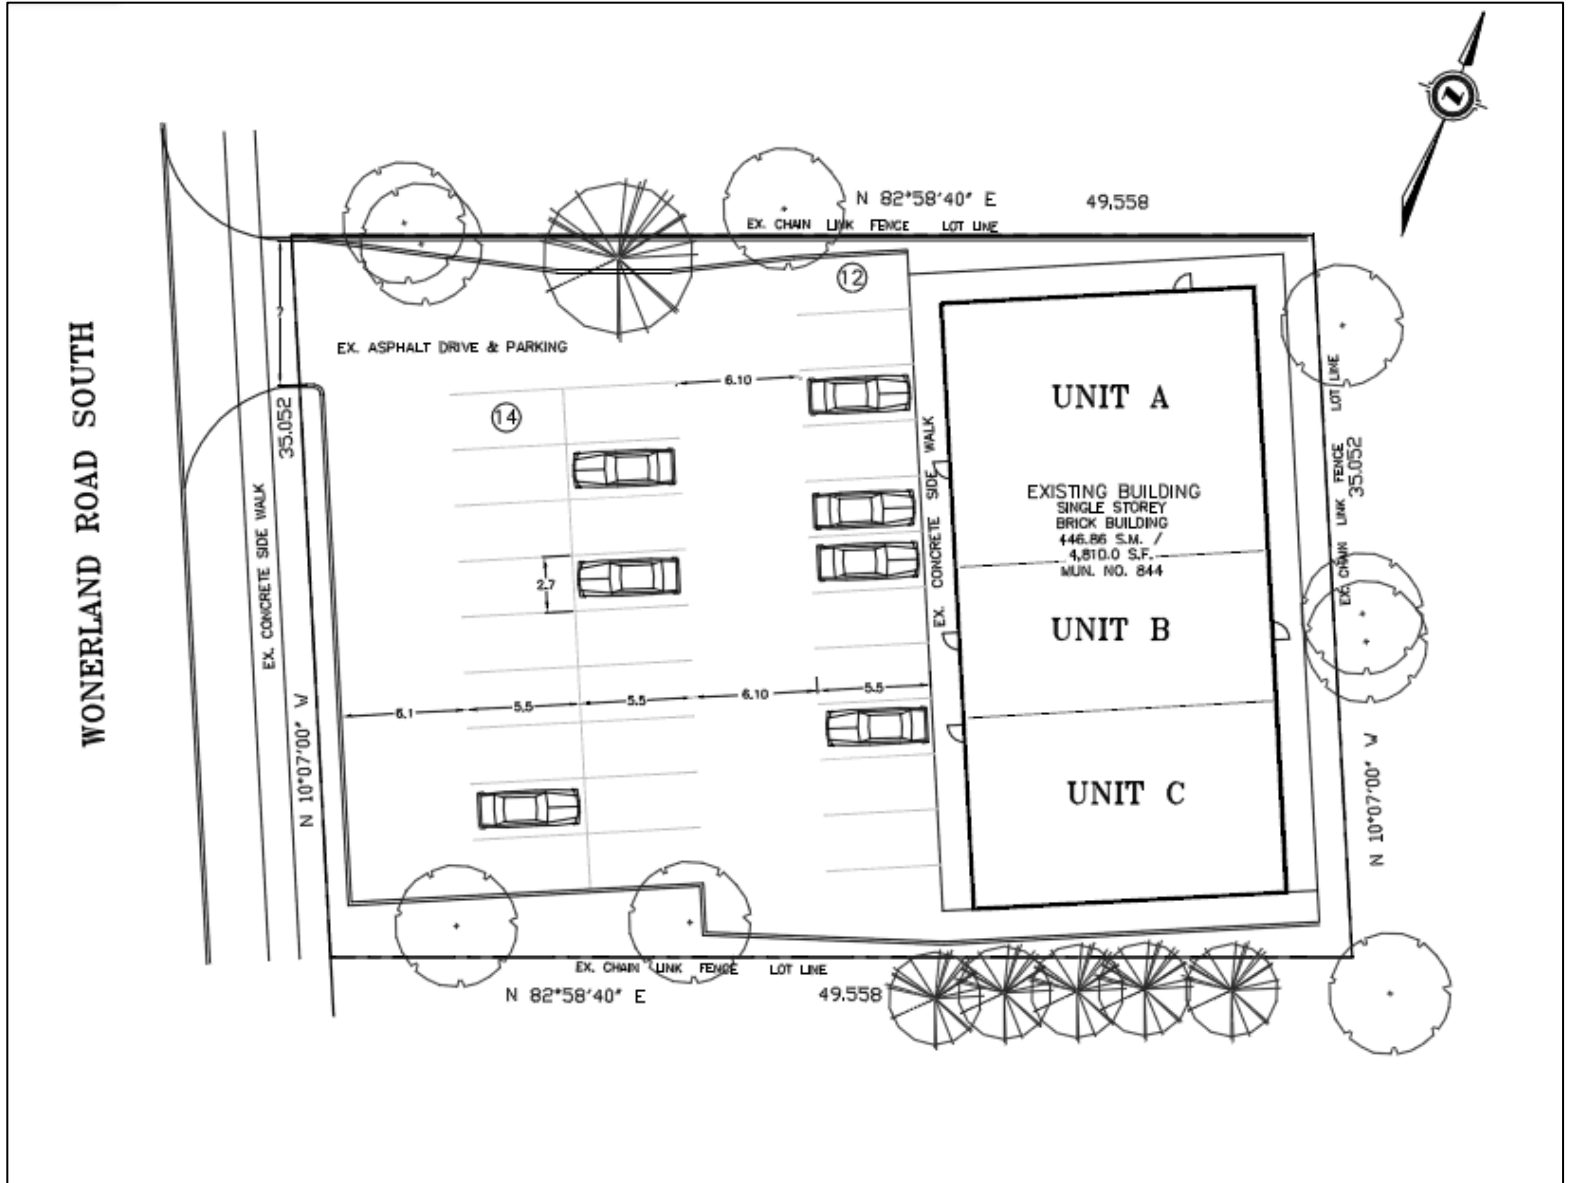 N 82°58'40" E 49.558
EX. CHAIN LINK FENCE LOT LINE
12
7
EX. ASPHALT DRIVE & PARKING
6.10
14
WONERLAND ROAD SOUTH
EX. CONCRETE SIDE WALK
35.052
N 10°07'00" W
2.7
6.1
5.5
5.5
6.10
5.5
EX. CONCRETE SIDE WALK
UNIT A
EXISTING BUILDING
SINGLE STOREY
BRICK BUILDING
446.86 S.M. /
4,810.0 S.F.
MUN. NO. 844
UNIT B
UNIT C
EX. CHAIN LINK FENCE LOT LINE
35.052
N 10°07'00" W
EX. CHAIN LINK FENCE LOT LINE
N 82°58'40" E 49.558
Z